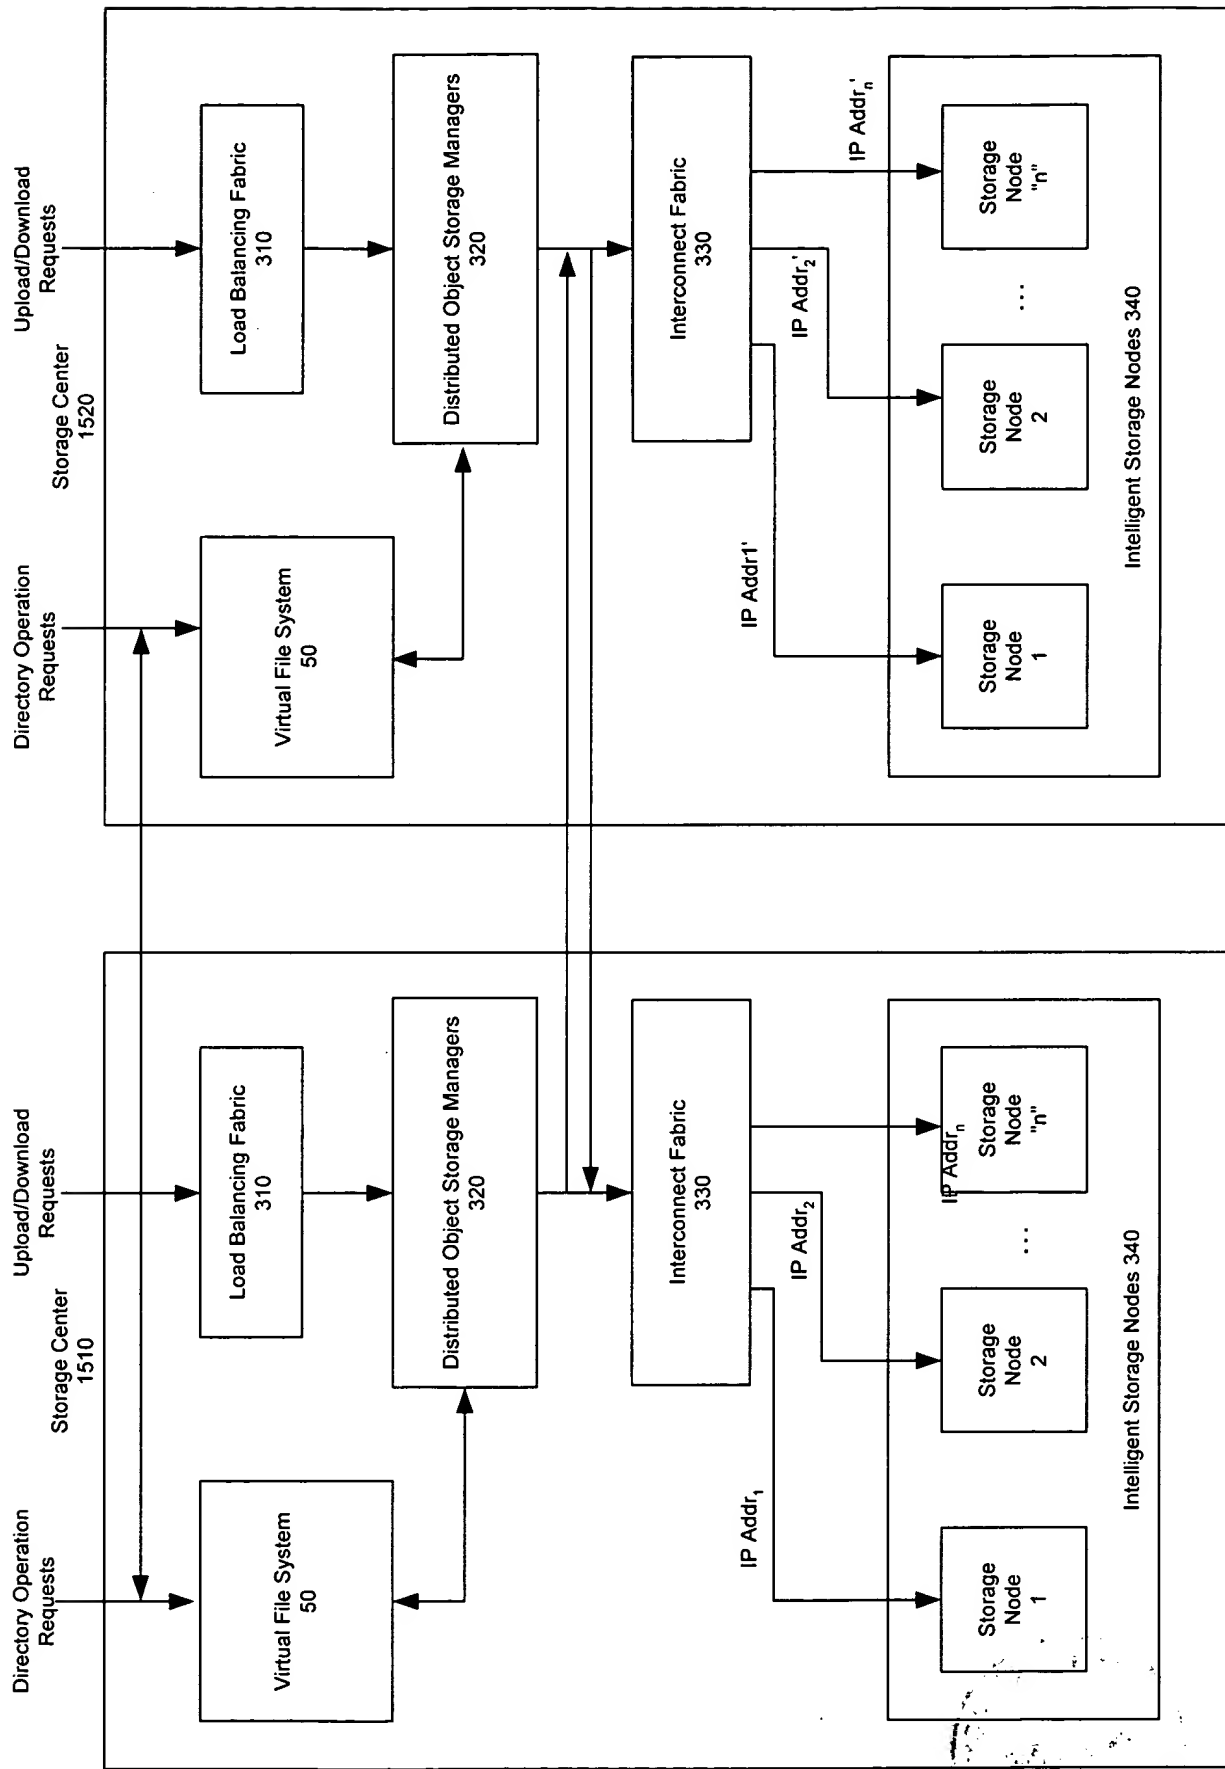 Directory Operation
Requests
Storage Center
1510
Upload/Download
Requests
Virtual File System
50
Load Balancing Fabric
310
Distributed Object Storage Managers
320
Interconnect Fabric
330
IP Addr1
IP Addr2
IP Addrn
Storage
Node
1
Storage
Node
2
...
Storage
Node
"n"
Intelligent Storage Nodes 340
Directory Operation
Requests
Storage Center
1520
Upload/Download
Requests
Virtual File System
50
Load Balancing Fabric
310
Distributed Object Storage Managers
320
Interconnect Fabric
330
IP Addr1'
IP Addr2'
IP Addrn'
Storage
Node
1
Storage
Node
2
...
Storage
Node
"n"
Intelligent Storage Nodes 340